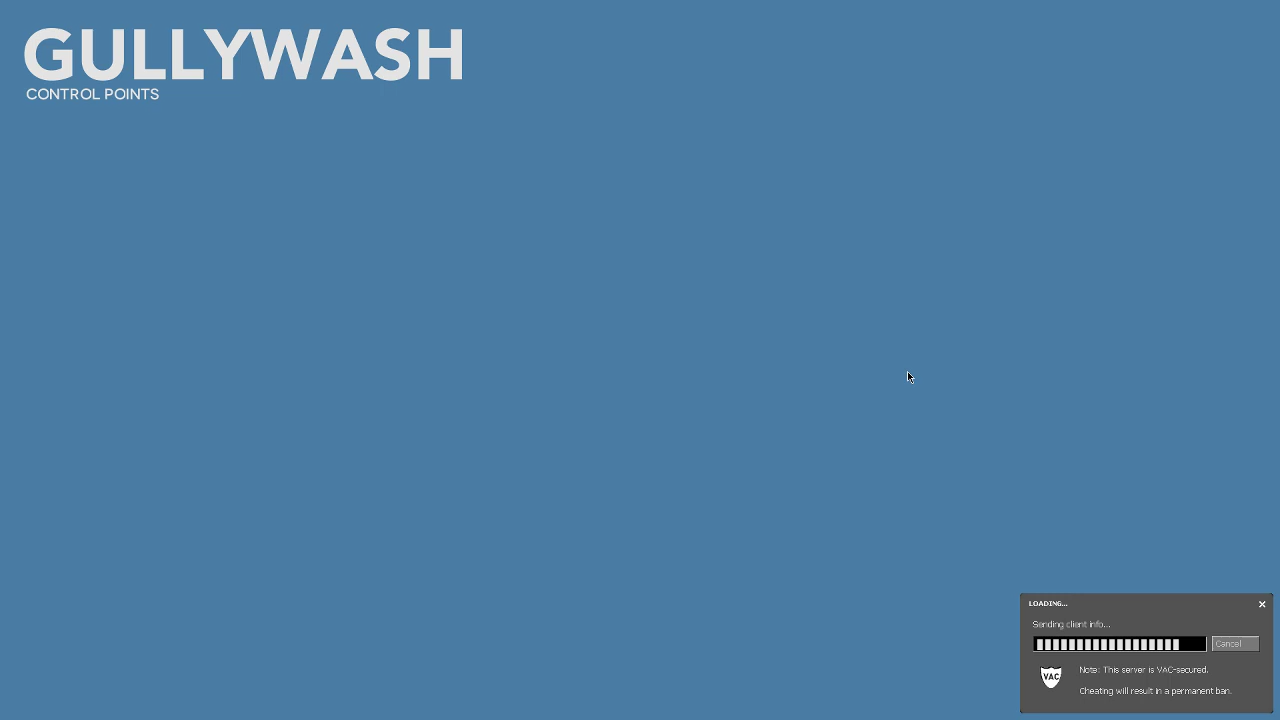 GULLYWASH
CONTROL POINTS
LOADING...
Sending client info...
Cancel
VAC
Note: This server is VAC-secured.
Cheating will result in a permanent ban.